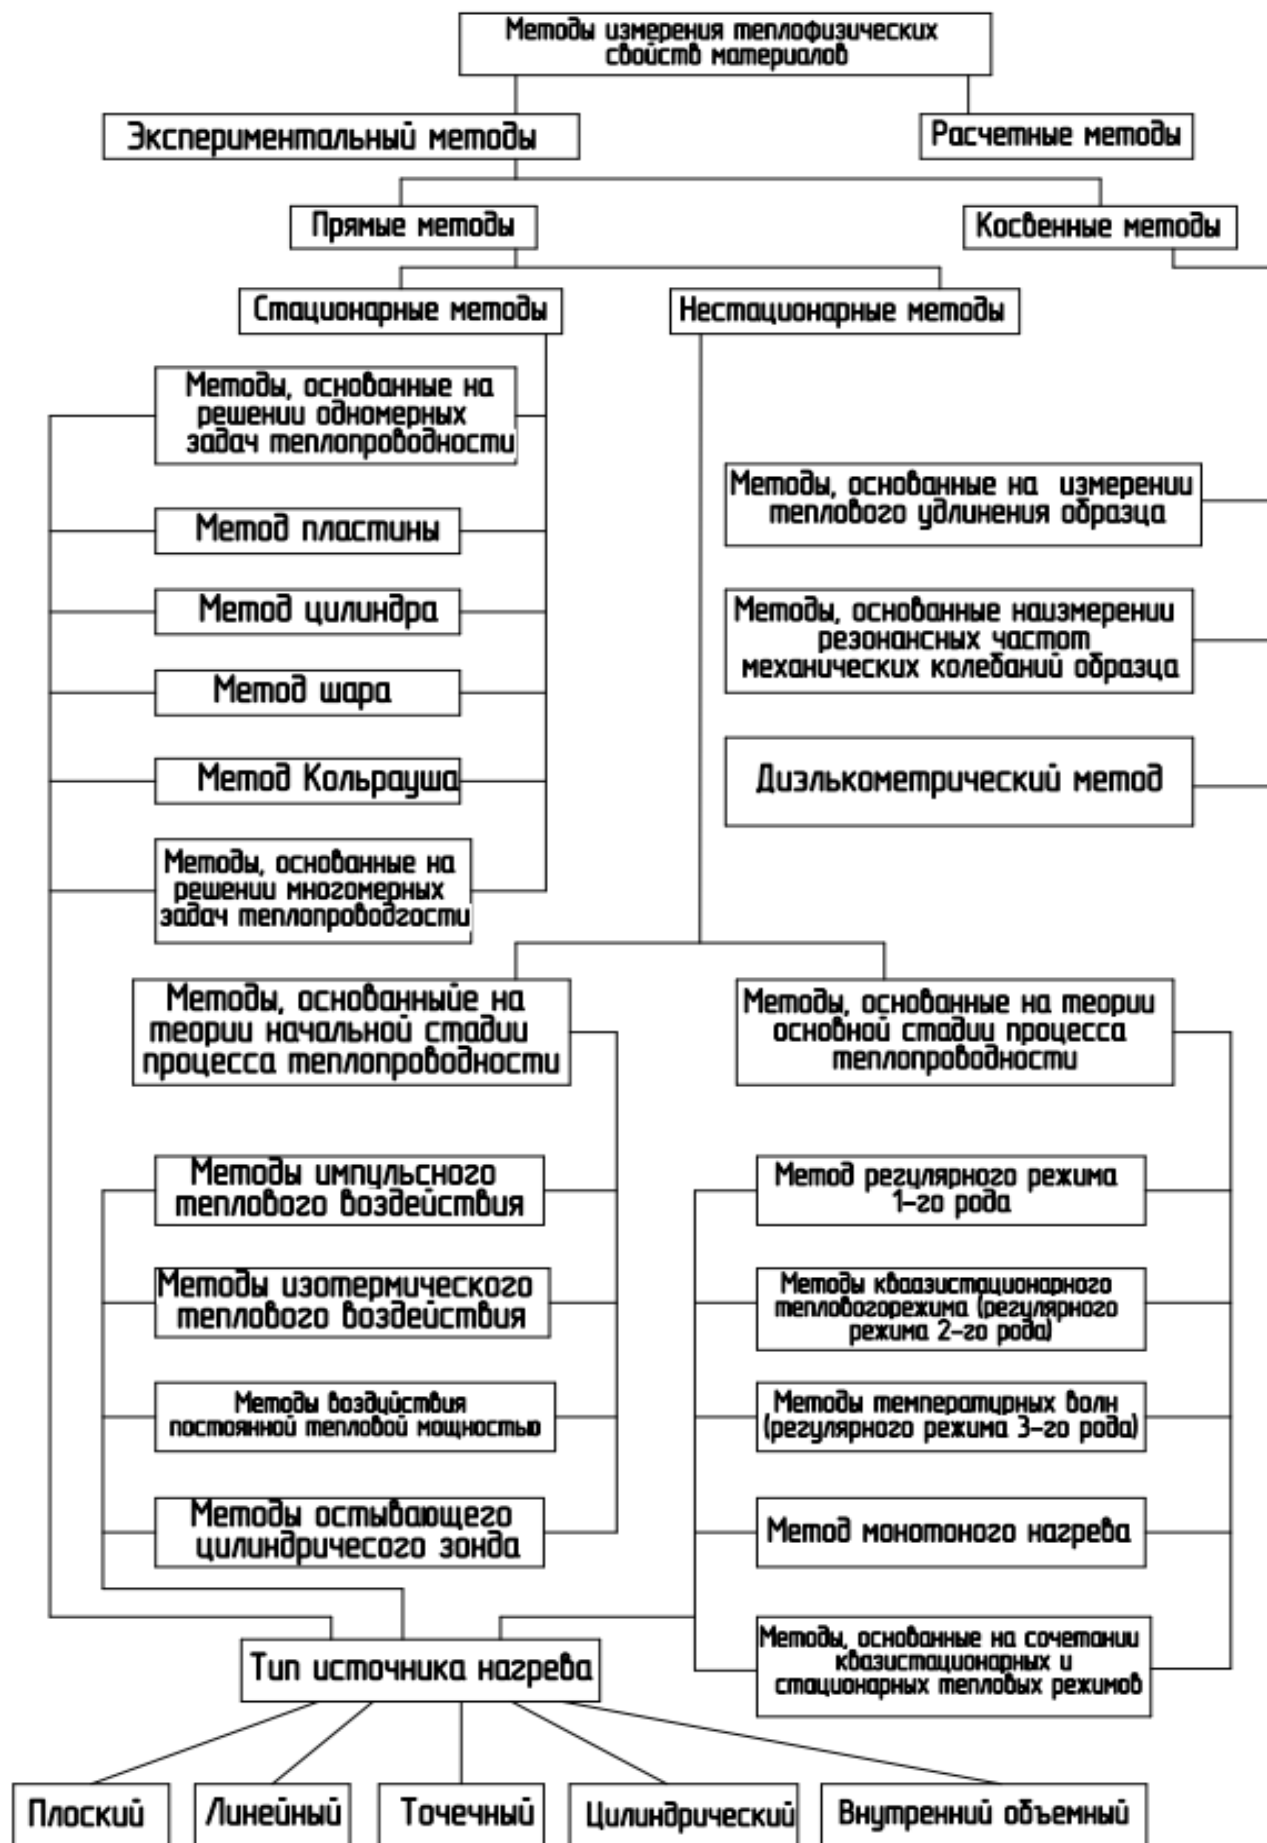 Методы измерения теплофизических
свойств материалов
Экспериментальный методы
Расчетные методы
Прямые методы
Косвенные методы
Стационарные методы
Нестационарные методы
Методы, основанные на
решении одномерных
задач теплопроводности
Метод пластины
Метод цилиндра
Метод шара
Метод Кольрауша
Методы, основанные на
решении многомерных
задач теплопроводгости
Методы, основанные на измерении
теплового удлинения образца
Методы, основанные наизмерении
резонансных частот
механических колебаний образца
Диэлькометрический метод
Методы, основанныйе на
теории начальной стадии
процесса теплопроводности
Методы, основанные на теории
основной стадии процесса
теплопроводности
Методы импульсного
теплового воздействия
Методы изотермического
теплового воздействия
Методы воздуйствия
постоянной тепловой мощностью
Методы остывающего
цилиндричесого зонда
Метод регулярного режима
1-го рода
Методы кваазистационарного
тепловогорежима (регулярного
режима 2-го рода)
Методы температурных волн
(регулярного режима 3-го рода)
Метод монотоного нагрева
Методы, основанные на сочетании
квазистационарных и
стационарных тепловых режимов
Тип источника нагрева
Плоский
Линейный
Точечный
Цилиндрический
Внутренний объемный